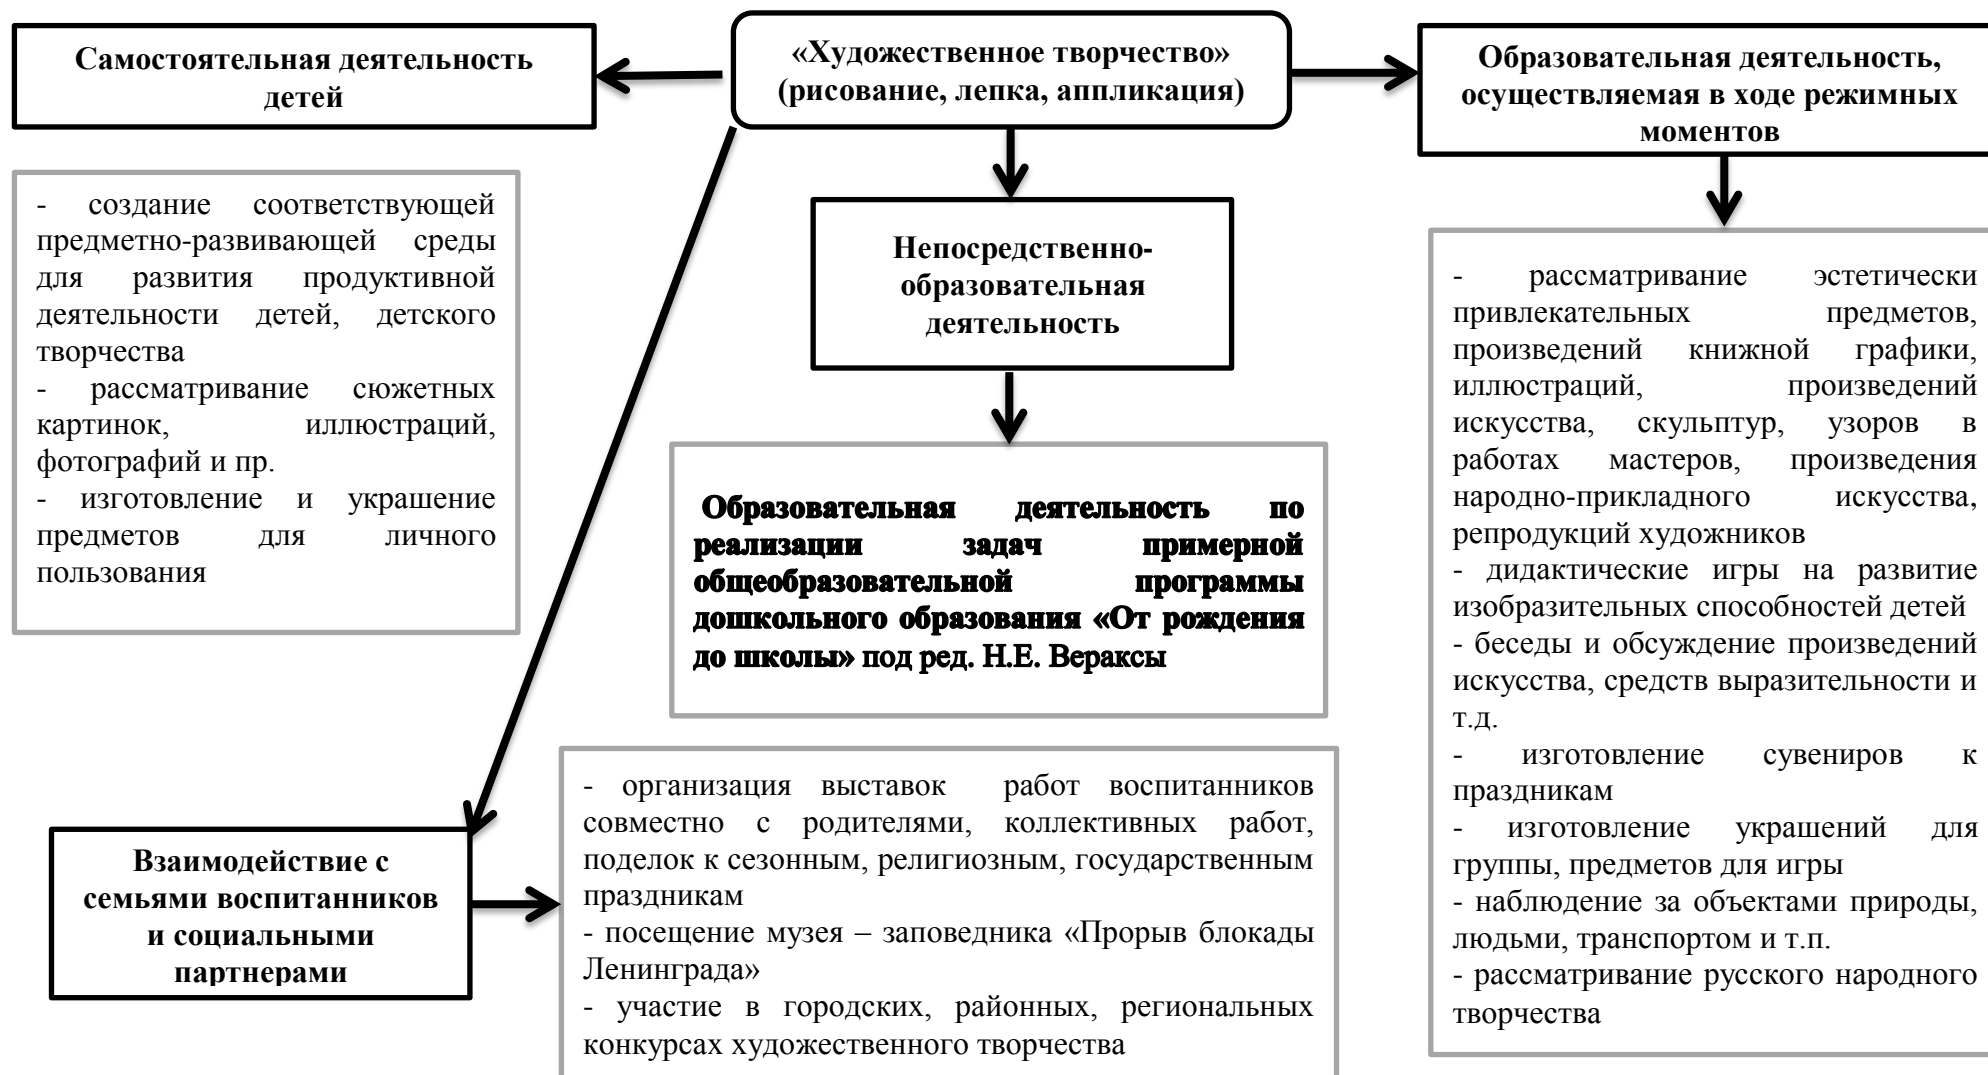 Самостоятельная деятельность
детей
«Художественное творчество»
(рисование, лепка, аппликация)
Образовательная деятельность,
осуществляемая в ходе режимных
моментов
- создание соответствующей
предметно-развивающей среды
для развития продуктивной
деятельности детей, детского
творчества
- рассматривание сюжетных
картинок, иллюстраций,
фотографий и пр.
- изготовление и украшение
предметов для личного
пользования
Непосредственно-
образовательная
деятельность
Образовательная деятельность по
реализации задач примерной
общеобразовательной программы
дошкольного образования «От рождения
до школы» под ред. Н.Е. Вераксы
- рассматривание эстетически
привлекательных предметов,
произведений книжной графики,
иллюстраций, произведений
искусства, скульптур, узоров в
работах мастеров, произведения
народно-прикладного искусства,
репродукций художников
- дидактические игры на развитие
изобразительных способностей детей
- беседы и обсуждение произведений
искусства, средств выразительности и
т.д.
- изготовление сувениров к
праздникам
- изготовление украшений для
группы, предметов для игры
- наблюдение за объектами природы,
людьми, транспортом и т.п.
- рассматривание русского народного
творчества
Взаимодействие с
семьями воспитанников
и социальными
партнерами
- организация выставок работ воспитанников
совместно с родителями, коллективных работ,
поделок к сезонным, религиозным, государственным
праздникам
- посещение музея – заповедника «Прорыв блокады
Ленинграда»
- участие в городских, районных, региональных
конкурсах художественного творчества